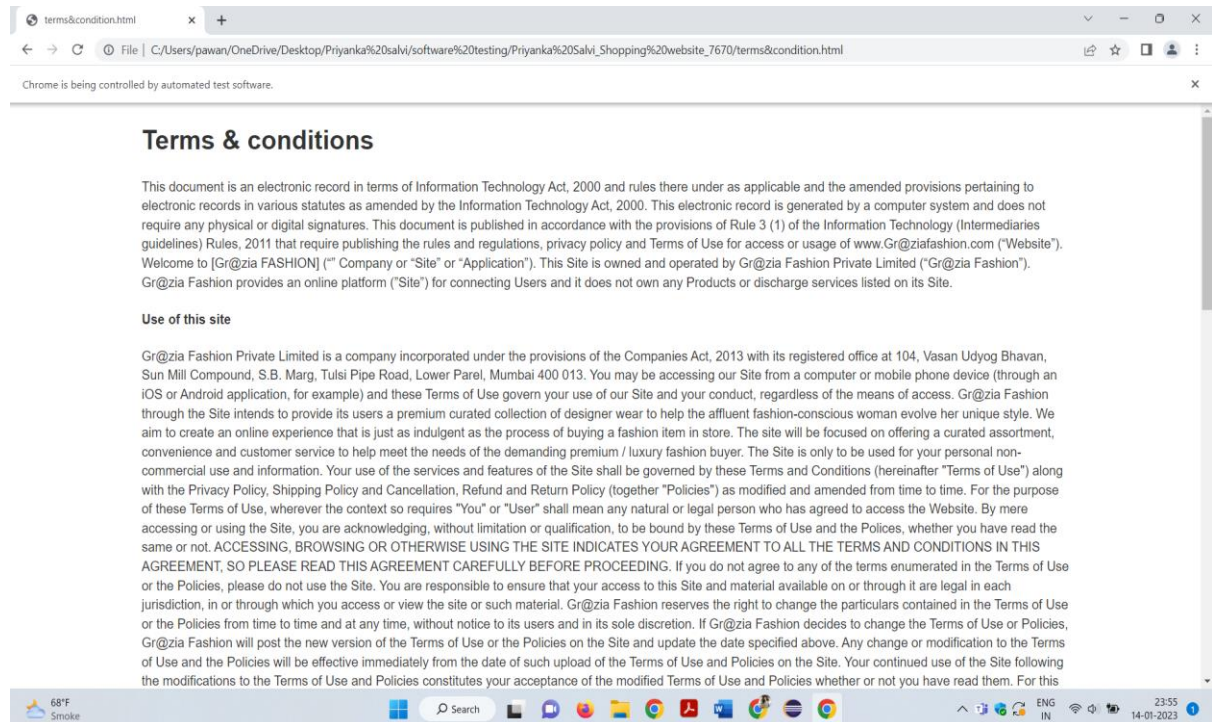 terms&condition.html
File | C:/Users/pawan/OneDrive/Desktop/Priyanka%20salvi/software%20testing/Priyanka%20Salvi_Shopping%20website_7670/terms&condition.html
Chrome is being controlled by automated test software.
Terms & conditions
This document is an electronic record in terms of Information Technology Act, 2000 and rules there under as applicable and the amended provisions pertaining to
electronic records in various statutes as amended by the Information Technology Act, 2000. This electronic record is generated by a computer system and does not
require any physical or digital signatures. This document is published in accordance with the provisions of Rule 3 (1) of the Information Technology (Intermediaries
guidelines) Rules, 2011 that require publishing the rules and regulations, privacy policy and Terms of Use for access or usage of www.Gr@ziafashion.com (“Website”).
Welcome to [Gr@zia FASHION] (“” Company or “Site” or “Application”). This Site is owned and operated by Gr@zia Fashion Private Limited (“Gr@zia Fashion”).
Gr@zia Fashion provides an online platform (”Site”) for connecting Users and it does not own any Products or discharge services listed on its Site.
Use of this site
Gr@zia Fashion Private Limited is a company incorporated under the provisions of the Companies Act, 2013 with its registered office at 104, Vasan Udyog Bhavan,
Sun Mill Compound, S.B. Marg, Tulsi Pipe Road, Lower Parel, Mumbai 400 013. You may be accessing our Site from a computer or mobile phone device (through an
iOS or Android application, for example) and these Terms of Use govern your use of our Site and your conduct, regardless of the means of access. Gr@zia Fashion
through the Site intends to provide its users a premium curated collection of designer wear to help the affluent fashion-conscious woman evolve her unique style. We
aim to create an online experience that is just as indulgent as the process of buying a fashion item in store. The site will be focused on offering a curated assortment,
convenience and customer service to help meet the needs of the demanding premium / luxury fashion buyer. The Site is only to be used for your personal non-
commercial use and information. Your use of the services and features of the Site shall be governed by these Terms and Conditions (hereinafter "Terms of Use") along
with the Privacy Policy, Shipping Policy and Cancellation, Refund and Return Policy (together "Policies") as modified and amended from time to time. For the purpose
of these Terms of Use, wherever the context so requires "You" or "User" shall mean any natural or legal person who has agreed to access the Website. By mere
accessing or using the Site, you are acknowledging, without limitation or qualification, to be bound by these Terms of Use and the Polices, whether you have read the
same or not. ACCESSING, BROWSING OR OTHERWISE USING THE SITE INDICATES YOUR AGREEMENT TO ALL THE TERMS AND CONDITIONS IN THIS
AGREEMENT, SO PLEASE READ THIS AGREEMENT CAREFULLY BEFORE PROCEEDING. If you do not agree to any of the terms enumerated in the Terms of Use
or the Policies, please do not use the Site. You are responsible to ensure that your access to this Site and material available on or through it are legal in each
jurisdiction, in or through which you access or view the site or such material. Gr@zia Fashion reserves the right to change the particulars contained in the Terms of Use
or the Policies from time to time and at any time, without notice to its users and in its sole discretion. If Gr@zia Fashion decides to change the Terms of Use or Policies,
Gr@zia Fashion will post the new version of the Terms of Use or the Policies on the Site and update the date specified above. Any change or modification to the Terms
of Use and the Policies will be effective immediately from the date of such upload of the Terms of Use and Policies on the Site. Your continued use of the Site following
the modifications to the Terms of Use and Policies constitutes your acceptance of the modified Terms of Use and Policies whether or not you have read them. For this
68°F
Smoke
Search
ENG
IN
23:55
14-01-2023
1